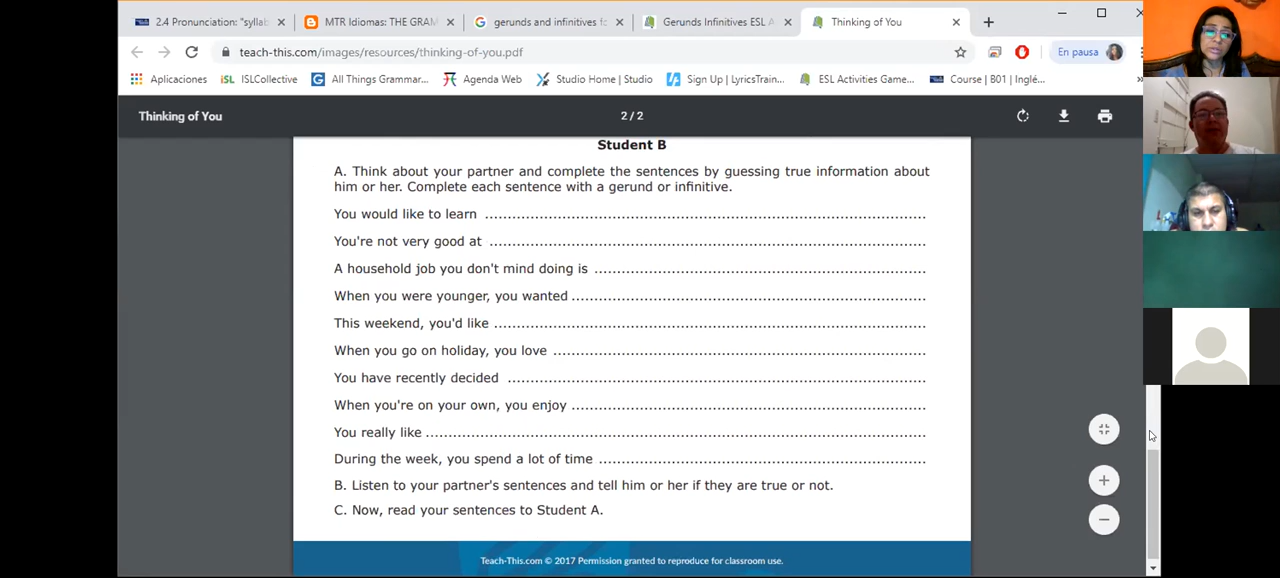 2.4 Pronunciation: "syllab
MTR Idiomas: THE GRAM
gerunds and infinitives fo
Gerunds Infinitives ESL A
Thinking of You
teach-this.com/images/resources/thinking-of-you.pdf
En pausa
Aplicaciones
iSL ISLCollective
All Things Grammar...
Agenda Web
Studio Home | Studio
Sign Up | LyricsTrain...
ESL Activities Game...
Course | B01 | Inglé...
Thinking of You
2 / 2
Student B
A. Think about your partner and complete the sentences by guessing true information about
him or her. Complete each sentence with a gerund or infinitive.
You would like to learn ................................................................................
You're not very good at ................................................................................
A household job you don't mind doing is ................................................................................
When you were younger, you wanted ................................................................................
This weekend, you'd like ................................................................................
When you go on holiday, you love ................................................................................
You have recently decided ................................................................................
When you're on your own, you enjoy ................................................................................
You really like ................................................................................
During the week, you spend a lot of time ................................................................................
B. Listen to your partner's sentences and tell him or her if they are true or not.
C. Now, read your sentences to Student A.
Teach-This.com © 2017 Permission granted to reproduce for classroom use.